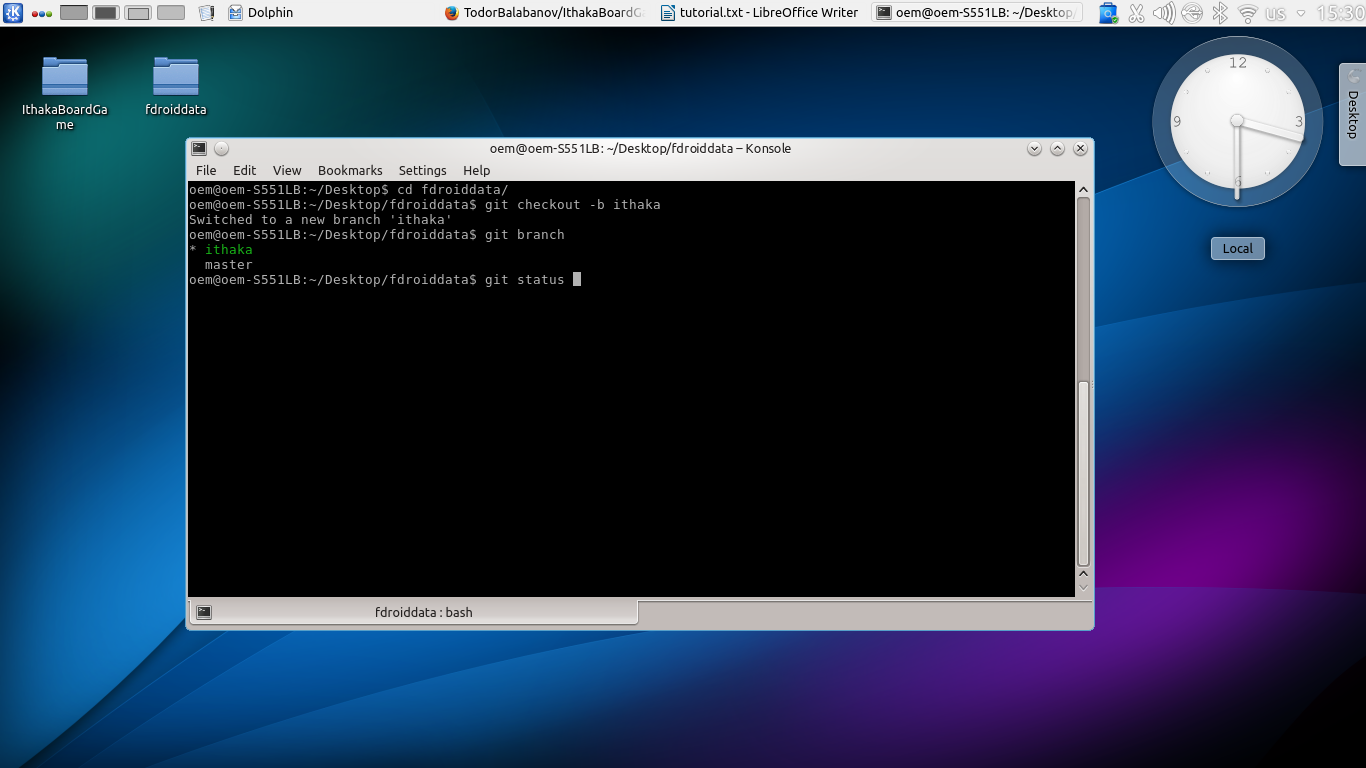 Dolphin
TodorBalabanov/IthakaBoardG
tutorial.txt - LibreOffice Writer
oem@oem-S551LB: ~/Desktop/
us
15:30
IthakaBoardGa
me
fdroiddata
12
3
6
9
Desktop
Local
oem@oem-S551LB: ~/Desktop/fdroiddata – Konsole
File Edit View Bookmarks Settings Help
oem@oem-S551LB:~/Desktop$ cd fdroiddata/
oem@oem-S551LB:~/Desktop/fdroiddata$ git checkout -b ithaka
Switched to a new branch 'ithaka'
oem@oem-S551LB:~/Desktop/fdroiddata$ git branch
* ithaka
  master
oem@oem-S551LB:~/Desktop/fdroiddata$ git status
fdroiddata : bash